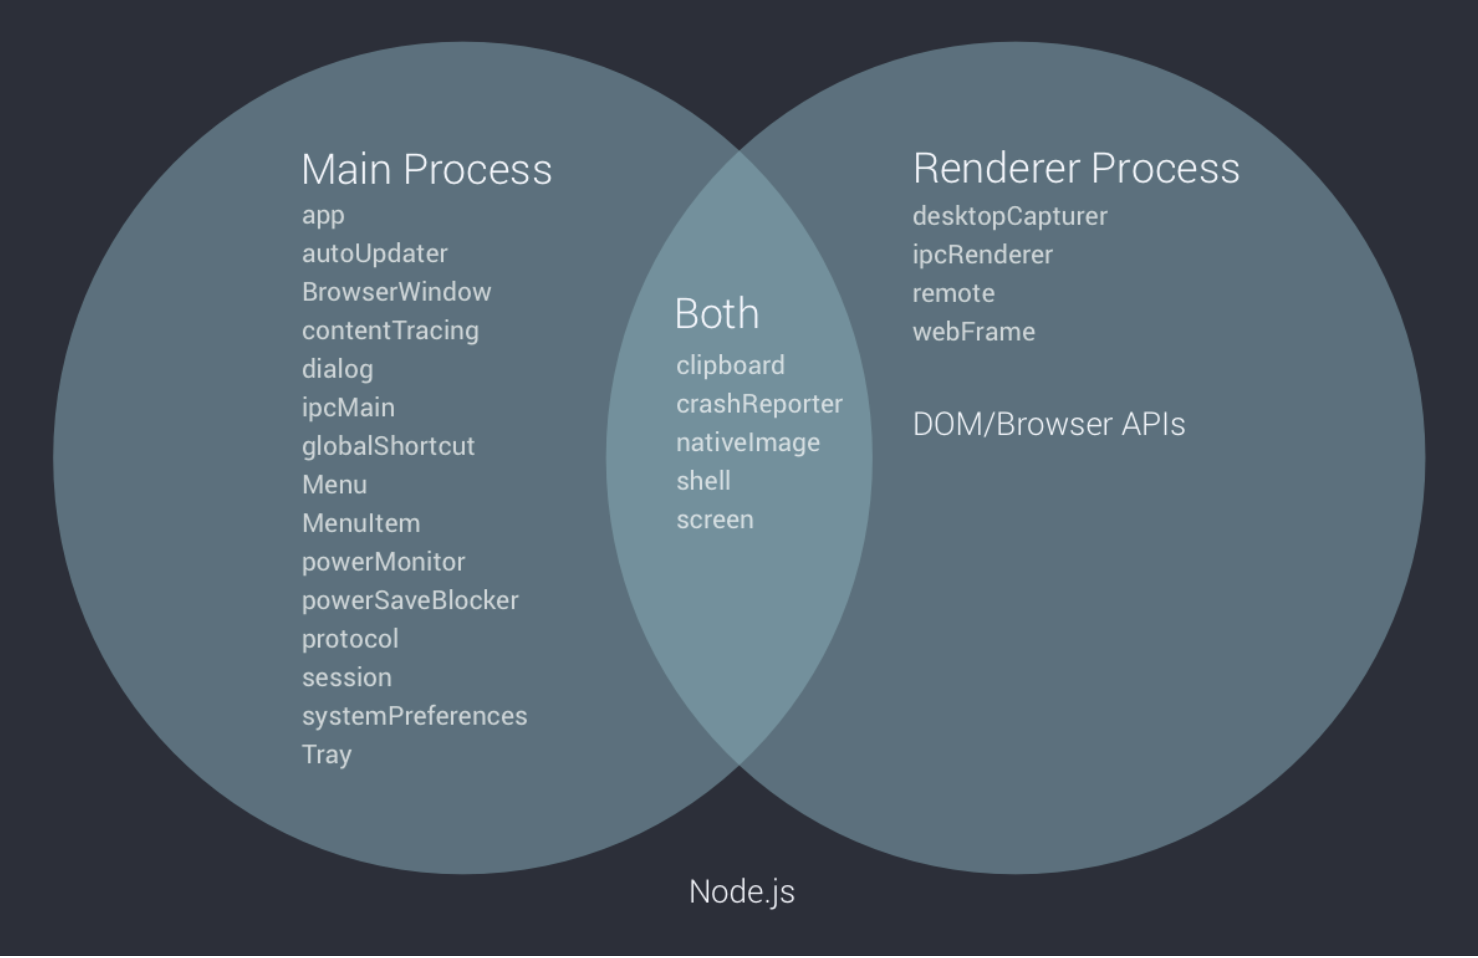 Main Process
app
autoUpdater
BrowserWindow
contentTracing
dialog
ipcMain
globalShortcut
Menu
MenuItem
powerMonitor
powerSaveBlocker
protocol
session
systemPreferences
Tray
Both
clipboard
crashReporter
nativeImage
shell
screen
Renderer Process
desktopCapturer
ipcRenderer
remote
webFrame
DOM/Browser APIs
Node.js